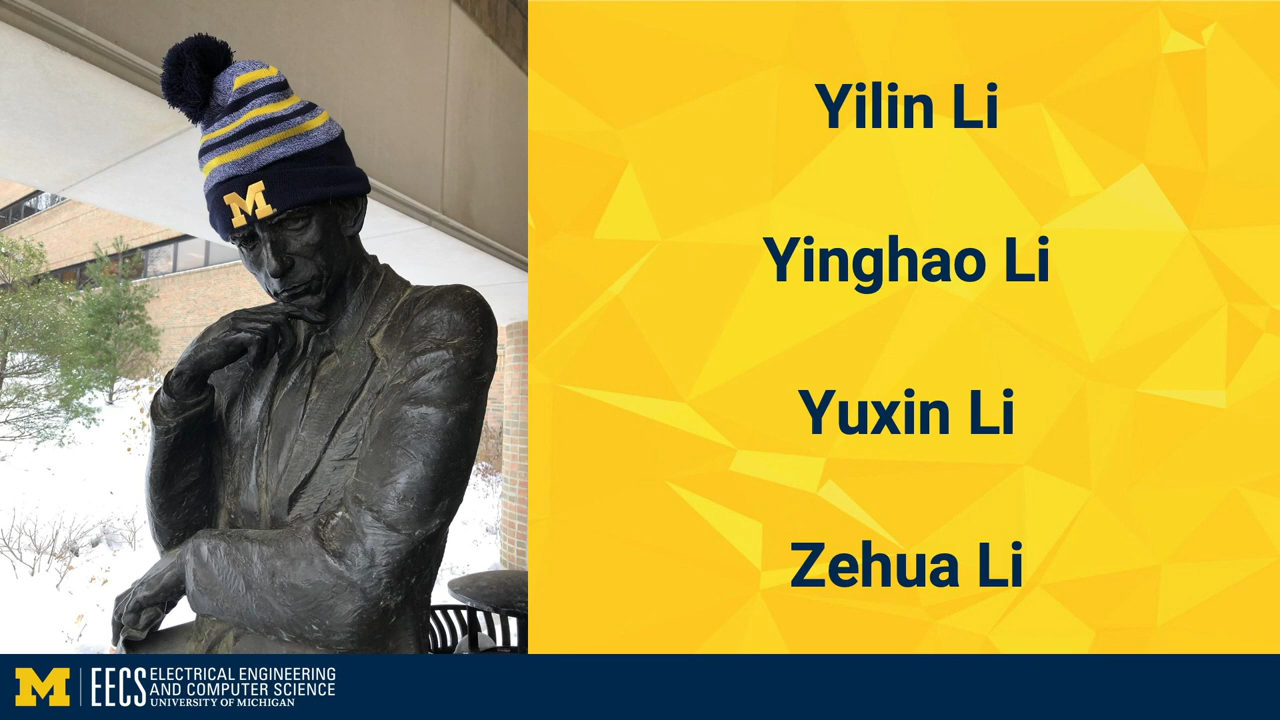 M
Yilin Li
Yinghao Li
Yuxin Li
Zehua Li
M
EECS
ELECTRICAL ENGINEERING
AND COMPUTER SCIENCE
UNIVERSITY OF MICHIGAN